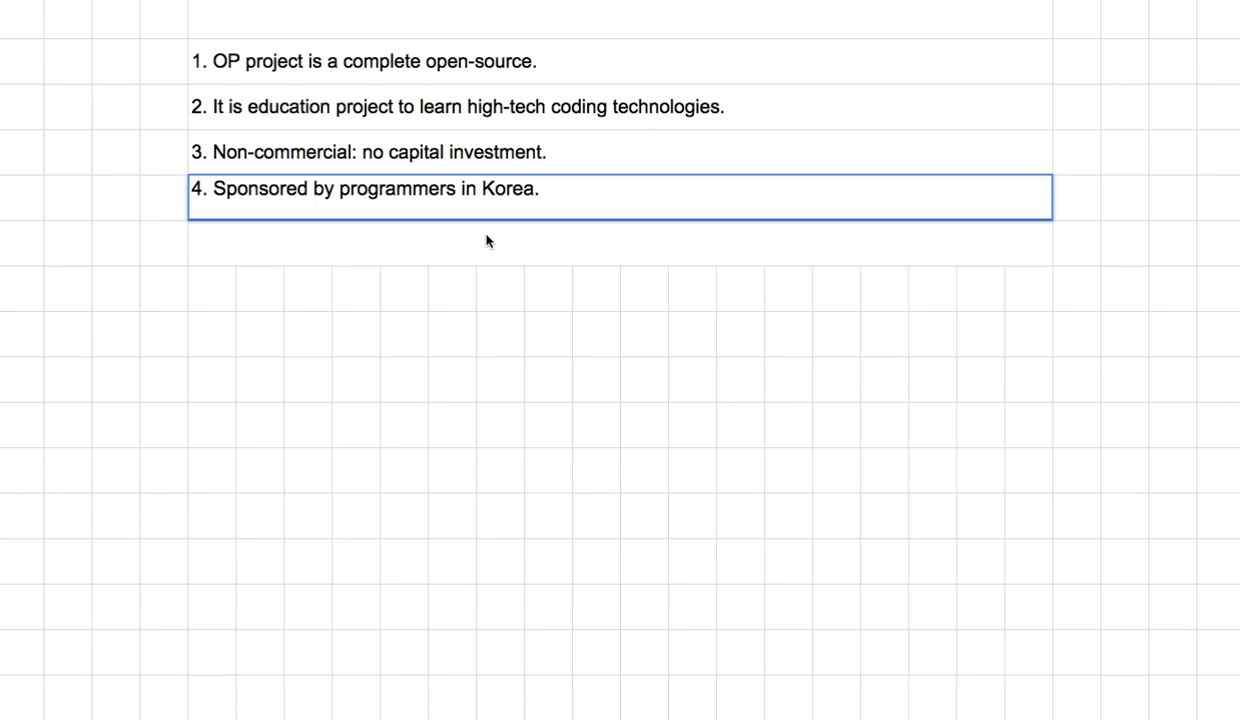 1. OP project is a complete open-source.
2. It is education project to learn high-tech coding technologies.
3. Non-commercial: no capital investment.
4. Sponsored by programmers in Korea.